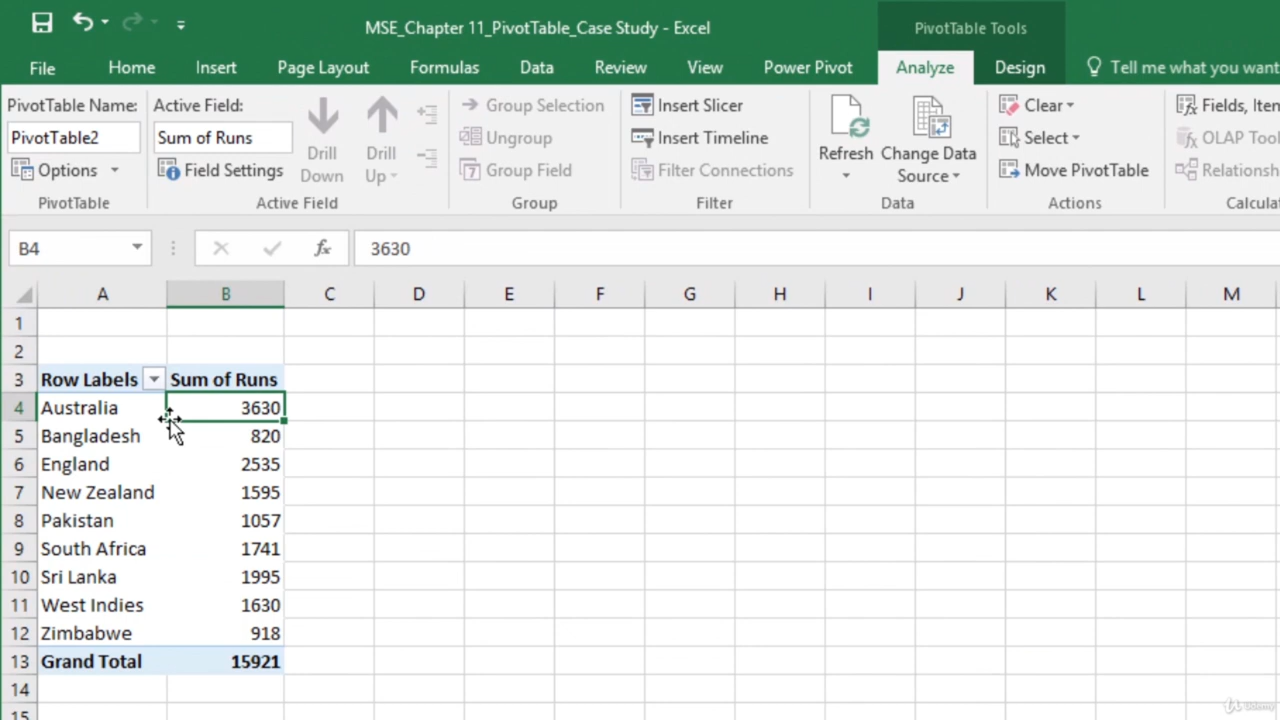 MSE_Chapter 11_PivotTable_Case Study - Excel
PivotTable Tools
File Home Insert Page Layout Formulas Data Review View Power Pivot Analyze Design Tell me what you want
PivotTable Name: Active Field:
PivotTable2 Sum of Runs
Options Field Settings
Drill Down
Drill Up
Group Selection
Ungroup
Group Field
Insert Slicer
Insert Timeline
Filter Connections
Refresh
Change Data Source
Clear
Select
Move PivotTable
Fields, Iter
OLAP Tool
Relationsh
PivotTable Active Field Group Filter Data Actions Calculat
B4 fx 3630
A B C D E F G H I J K L M
1
2
3 Row Labels Sum of Runs
4 Australia 3630
5 Bangladesh 820
6 England 2535
7 New Zealand 1595
8 Pakistan 1057
9 South Africa 1741
10 Sri Lanka 1995
11 West Indies 1630
12 Zimbabwe 918
13 Grand Total 15921
14
15
Udemy